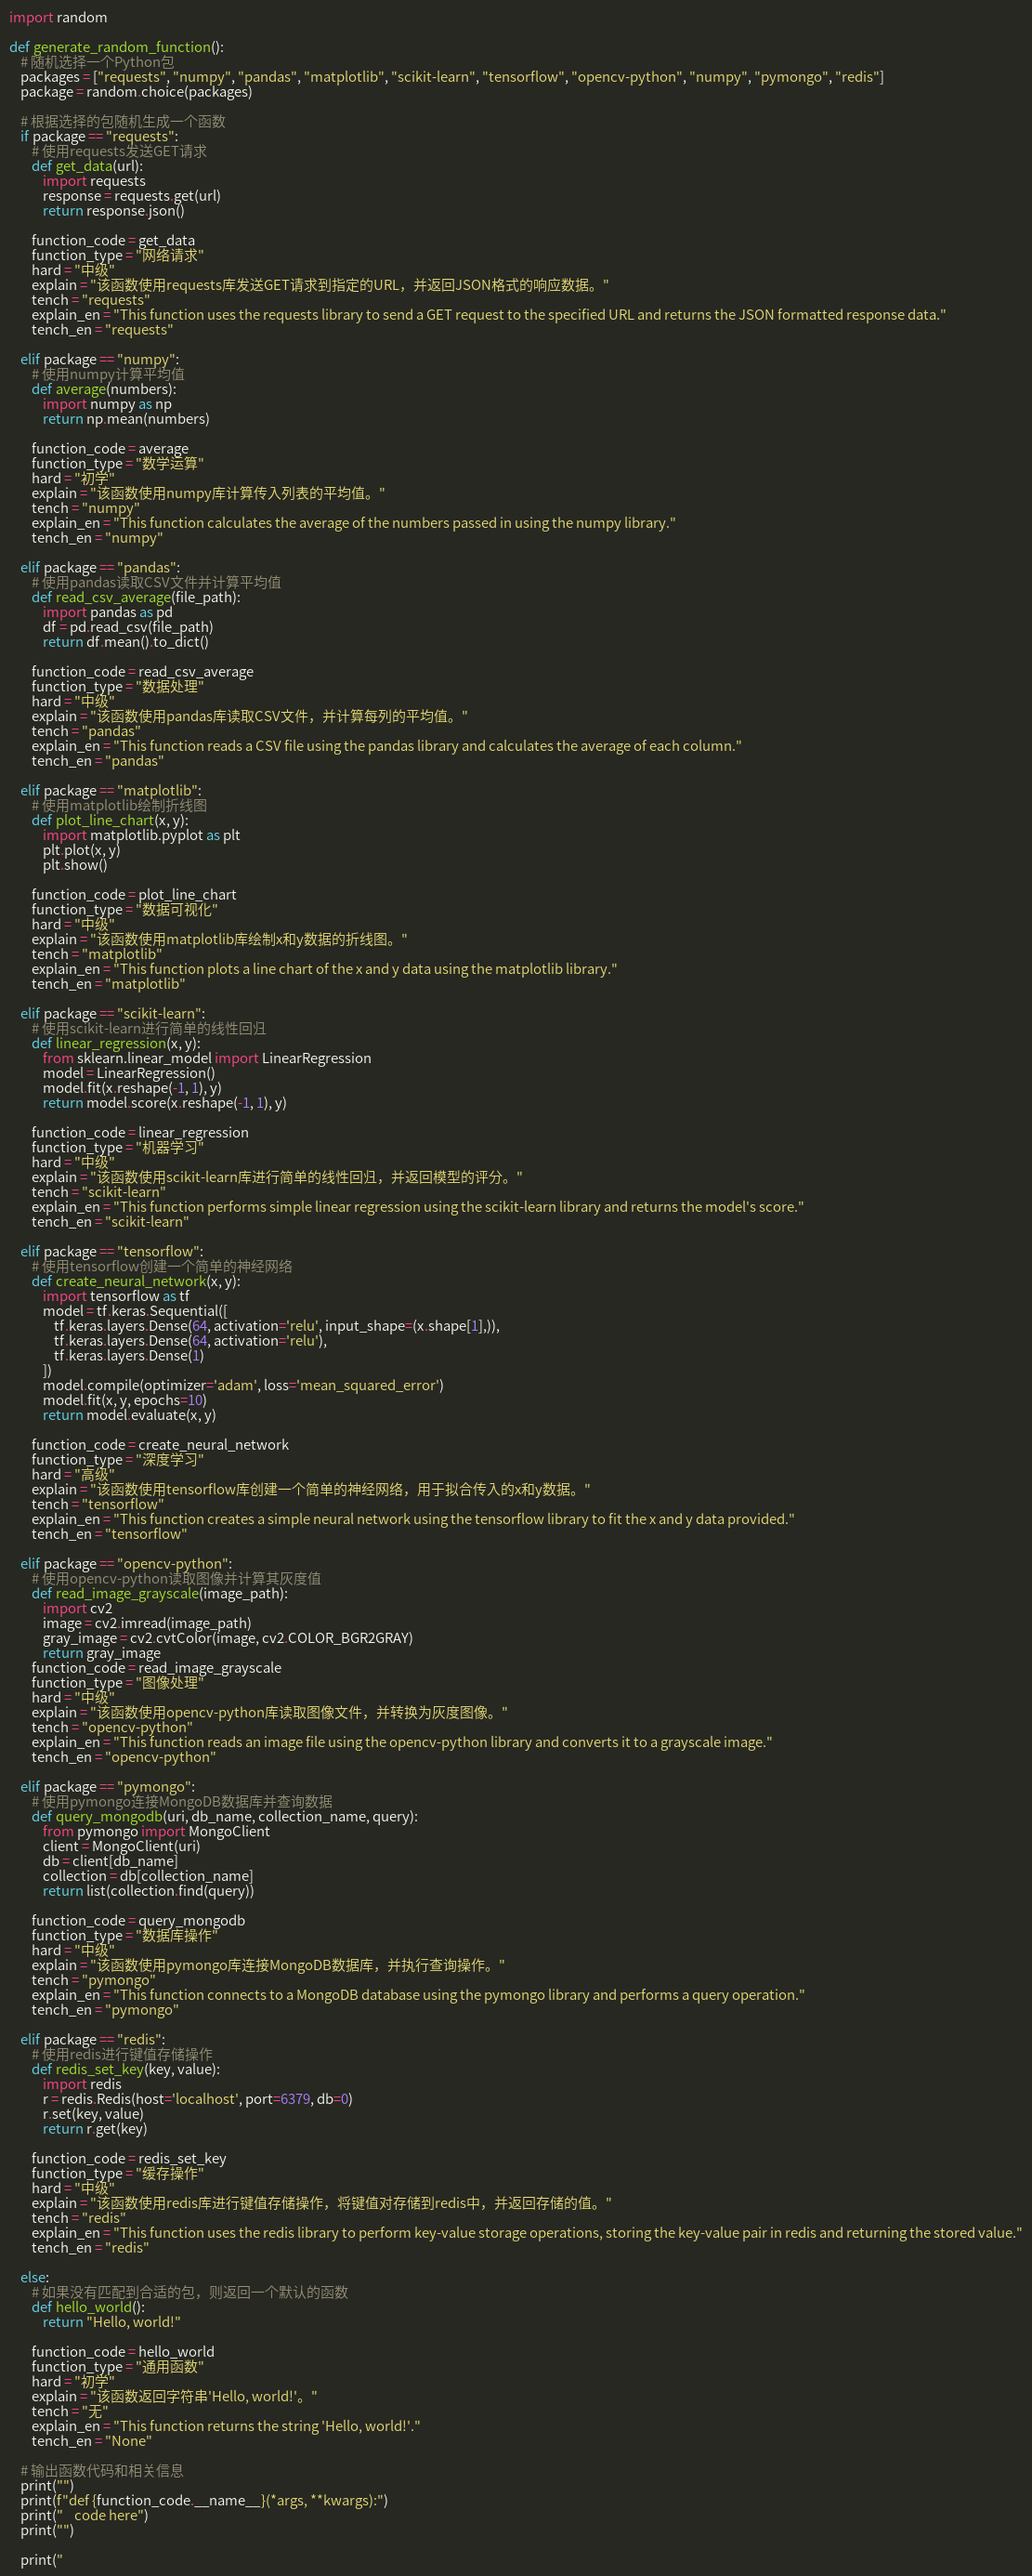 import random

def generate_random_function():
    # 随机选择一个Python包
    packages = ["requests", "numpy", "pandas", "matplotlib", "scikit-learn", "tensorflow", "opencv-python", "numpy", "pymongo", "redis"]
    package = random.choice(packages)

    # 根据选择的包随机生成一个函数
    if package == "requests":
        # 使用requests发送GET请求
        def get_data(url):
            import requests
            response = requests.get(url)
            return response.json()

        function_code = get_data
        function_type = "网络请求"
        hard = "中级"
        explain = "该函数使用requests库发送GET请求到指定的URL，并返回JSON格式的响应数据。"
        tench = "requests"
        explain_en = "This function uses the requests library to send a GET request to the specified URL and returns the JSON formatted response data."
        tench_en = "requests"

    elif package == "numpy":
        # 使用numpy计算平均值
        def average(numbers):
            import numpy as np
            return np.mean(numbers)

        function_code = average
        function_type = "数学运算"
        hard = "初学"
        explain = "该函数使用numpy库计算传入列表的平均值。"
        tench = "numpy"
        explain_en = "This function calculates the average of the numbers passed in using the numpy library."
        tench_en = "numpy"

    elif package == "pandas":
        # 使用pandas读取CSV文件并计算平均值
        def read_csv_average(file_path):
            import pandas as pd
            df = pd.read_csv(file_path)
            return df.mean().to_dict()

        function_code = read_csv_average
        function_type = "数据处理"
        hard = "中级"
        explain = "该函数使用pandas库读取CSV文件，并计算每列的平均值。"
        tench = "pandas"
        explain_en = "This function reads a CSV file using the pandas library and calculates the average of each column."
        tench_en = "pandas"

    elif package == "matplotlib":
        # 使用matplotlib绘制折线图
        def plot_line_chart(x, y):
            import matplotlib.pyplot as plt
            plt.plot(x, y)
            plt.show()

        function_code = plot_line_chart
        function_type = "数据可视化"
        hard = "中级"
        explain = "该函数使用matplotlib库绘制x和y数据的折线图。"
        tench = "matplotlib"
        explain_en = "This function plots a line chart of the x and y data using the matplotlib library."
        tench_en = "matplotlib"

    elif package == "scikit-learn":
        # 使用scikit-learn进行简单的线性回归
        def linear_regression(x, y):
            from sklearn.linear_model import LinearRegression
            model = LinearRegression()
            model.fit(x.reshape(-1, 1), y)
            return model.score(x.reshape(-1, 1), y)

        function_code = linear_regression
        function_type = "机器学习"
        hard = "中级"
        explain = "该函数使用scikit-learn库进行简单的线性回归，并返回模型的评分。"
        tench = "scikit-learn"
        explain_en = "This function performs simple linear regression using the scikit-learn library and returns the model's score."
        tench_en = "scikit-learn"

    elif package == "tensorflow":
        # 使用tensorflow创建一个简单的神经网络
        def create_neural_network(x, y):
            import tensorflow as tf
            model = tf.keras.Sequential([
                tf.keras.layers.Dense(64, activation='relu', input_shape=(x.shape[1],)),
                tf.keras.layers.Dense(64, activation='relu'),
                tf.keras.layers.Dense(1)
            ])
            model.compile(optimizer='adam', loss='mean_squared_error')
            model.fit(x, y, epochs=10)
            return model.evaluate(x, y)

        function_code = create_neural_network
        function_type = "深度学习"
        hard = "高级"
        explain = "该函数使用tensorflow库创建一个简单的神经网络，用于拟合传入的x和y数据。"
        tench = "tensorflow"
        explain_en = "This function creates a simple neural network using the tensorflow library to fit the x and y data provided."
        tench_en = "tensorflow"

    elif package == "opencv-python":
        # 使用opencv-python读取图像并计算其灰度值
        def read_image_grayscale(image_path):
            import cv2
            image = cv2.imread(image_path)
            gray_image = cv2.cvtColor(image, cv2.COLOR_BGR2GRAY)
            return gray_image
        function_code = read_image_grayscale
        function_type = "图像处理"
        hard = "中级"
        explain = "该函数使用opencv-python库读取图像文件，并转换为灰度图像。"
        tench = "opencv-python"
        explain_en = "This function reads an image file using the opencv-python library and converts it to a grayscale image."
        tench_en = "opencv-python"

    elif package == "pymongo":
        # 使用pymongo连接MongoDB数据库并查询数据
        def query_mongodb(uri, db_name, collection_name, query):
            from pymongo import MongoClient
            client = MongoClient(uri)
            db = client[db_name]
            collection = db[collection_name]
            return list(collection.find(query))

        function_code = query_mongodb
        function_type = "数据库操作"
        hard = "中级"
        explain = "该函数使用pymongo库连接MongoDB数据库，并执行查询操作。"
        tench = "pymongo"
        explain_en = "This function connects to a MongoDB database using the pymongo library and performs a query operation."
        tench_en = "pymongo"

    elif package == "redis":
        # 使用redis进行键值存储操作
        def redis_set_key(key, value):
            import redis
            r = redis.Redis(host='localhost', port=6379, db=0)
            r.set(key, value)
            return r.get(key)

        function_code = redis_set_key
        function_type = "缓存操作"
        hard = "中级"
        explain = "该函数使用redis库进行键值存储操作，将键值对存储到redis中，并返回存储的值。"
        tench = "redis"
        explain_en = "This function uses the redis library to perform key-value storage operations, storing the key-value pair in redis and returning the stored value."
        tench_en = "redis"

    else:
        # 如果没有匹配到合适的包，则返回一个默认的函数
        def hello_world():
            return "Hello, world!"

        function_code = hello_world
        function_type = "通用函数"
        hard = "初学"
        explain = "该函数返回字符串'Hello, world!'。"
        tench = "无"
        explain_en = "This function returns the string 'Hello, world!'."
        tench_en = "None"

    # 输出函数代码和相关信息
    print("")
    print(f"def {function_code.__name__}(*args, **kwargs):")
    print("    code here")
    print("")

    print("